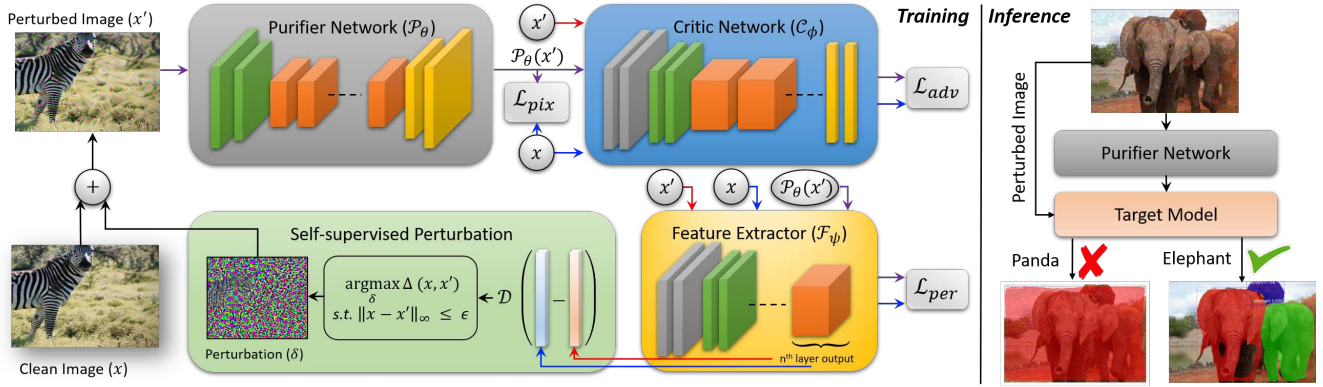 Perturbed Image (x′)
Purifier Network (𝒫θ)
x′
𝒫θ(x′)
ℒpix
x
Critic Network (𝒞ϕ)
ℒadv
Training
Inference
+
Clean Image (x)
Self-supervised Perturbation
Perturbation (δ)
argmax Δ (x, x′)
δ
s.t. ‖x − x′‖∞ ≤ ϵ
𝒟
−
x′
x
𝒫θ(x′)
Feature Extractor (ℱψ)
nth layer output
ℒper
Perturbed Image
Purifier Network
Target Model
Panda
Elephant